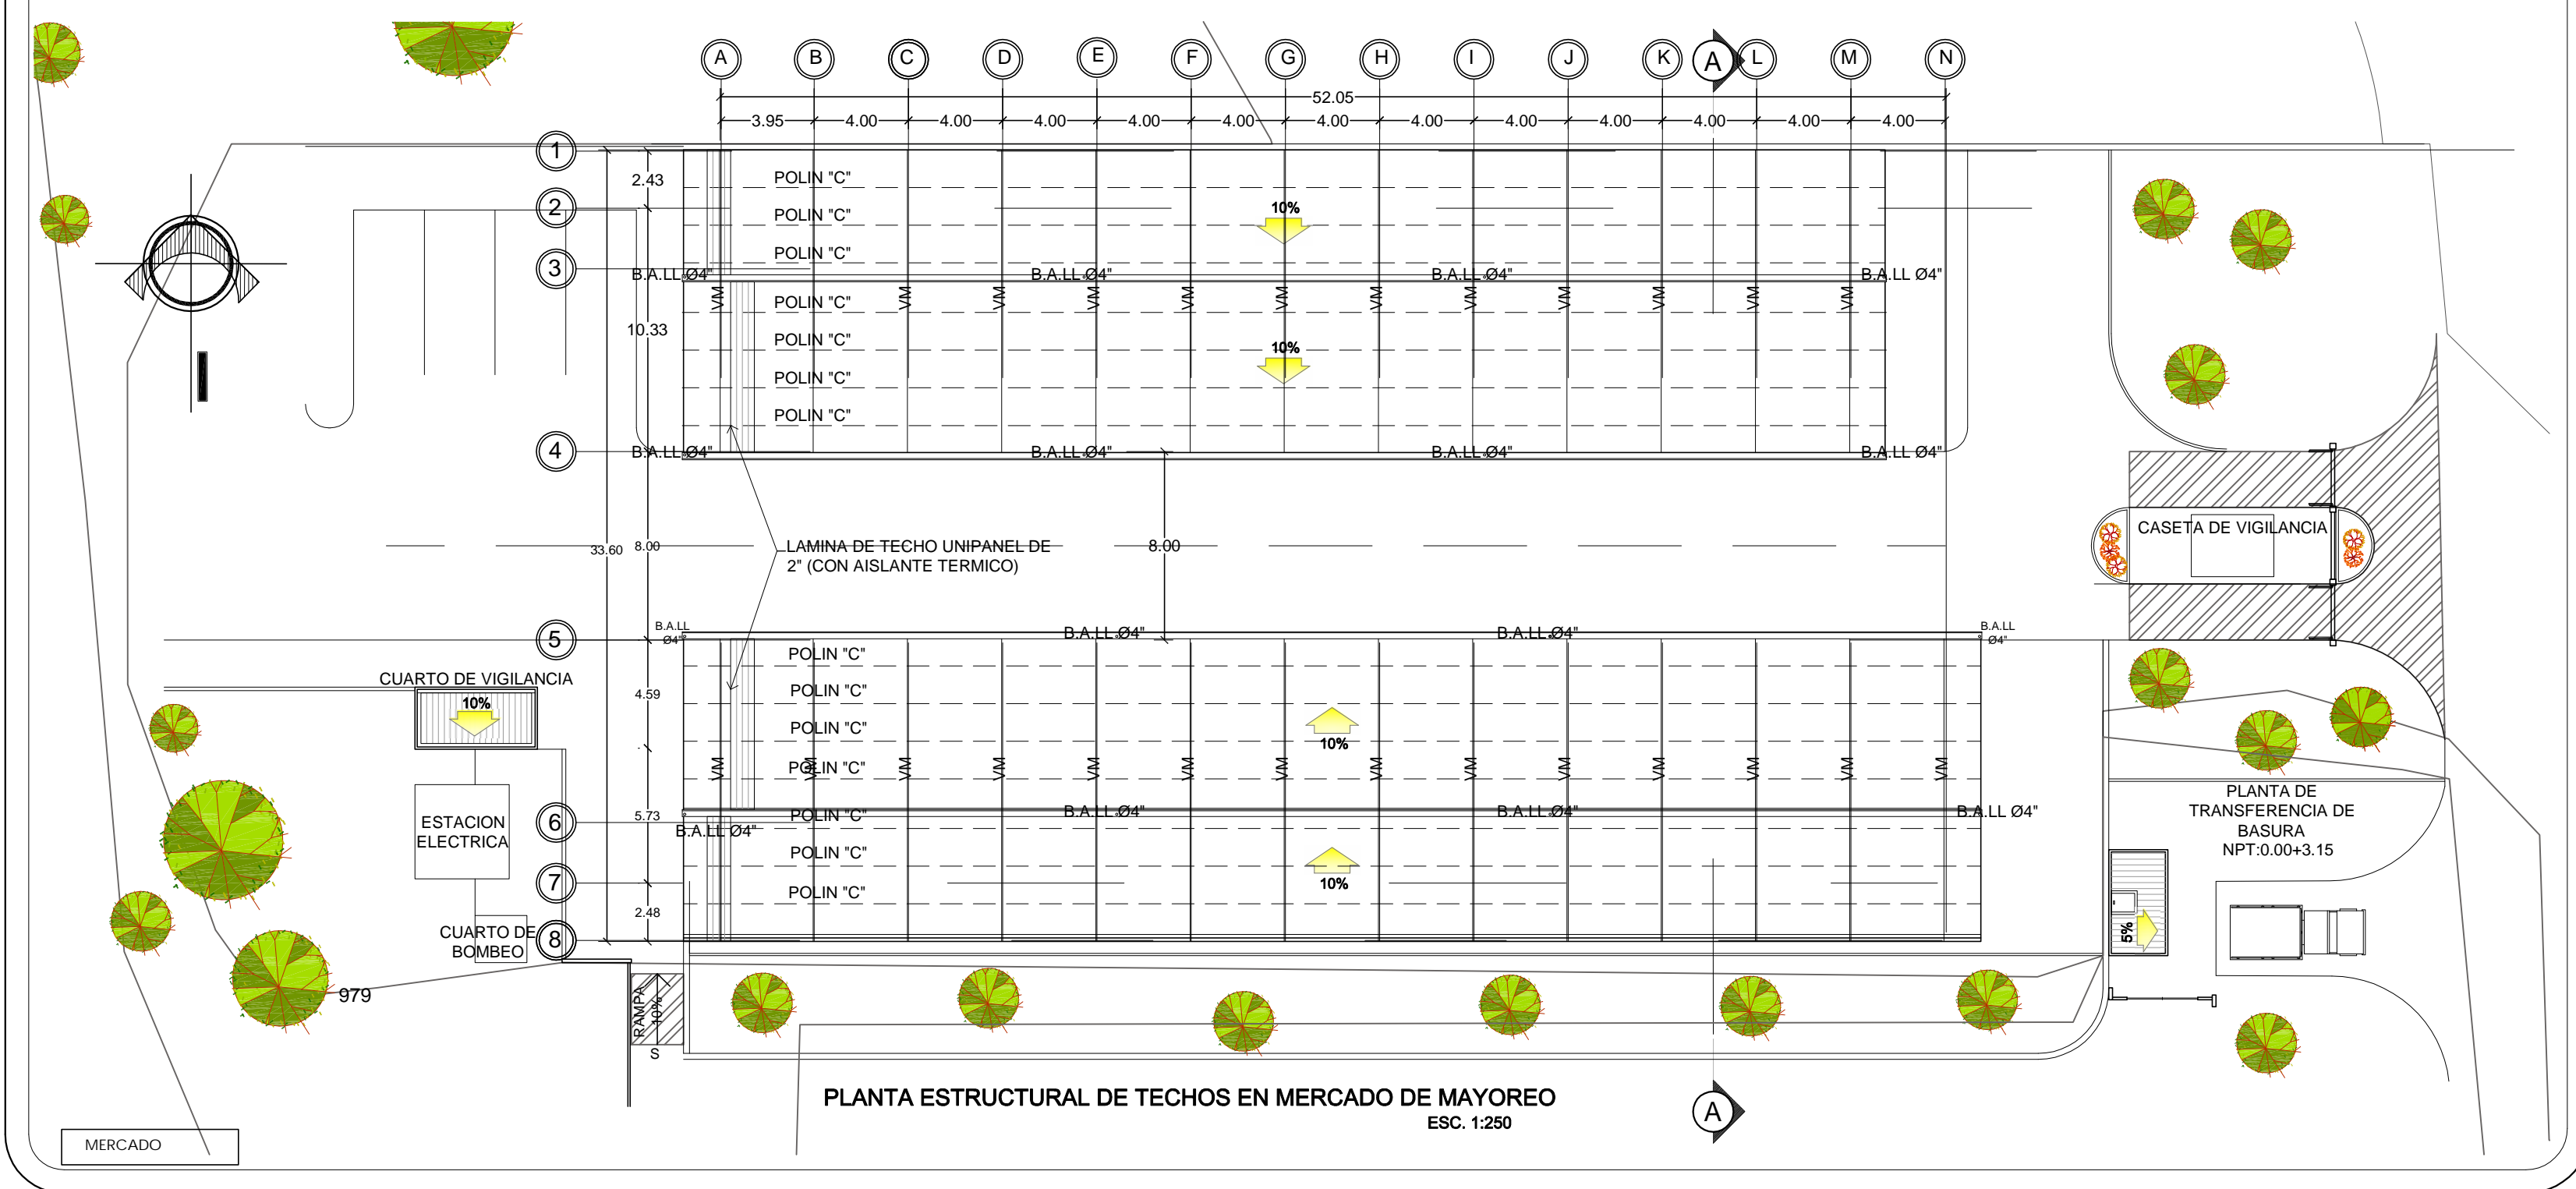 A B C D E F G H I J K A L M N
52.05
3.95 4.00 4.00 4.00 4.00 4.00 4.00 4.00 4.00 4.00 4.00 4.00 4.00
1
2.43
POLIN "C"
2
POLIN "C"
10%
POLIN "C"
3
B.A.LL Ø4" B.A.LL Ø4" B.A.LL Ø4" B.A.LL Ø4"
VM VM VM VM VM VM VM VM VM VM VM VM
POLIN "C"
10.33
POLIN "C"
10%
POLIN "C"
POLIN "C"
4
B.A.LL Ø4" B.A.LL Ø4" B.A.LL Ø4" B.A.LL Ø4"
CASETA DE VIGILANCIA
33.60 8.00
LAMINA DE TECHO UNIPANEL DE
2" (CON AISLANTE TERMICO)
8.00
5
B.A.LL
Ø4"
B.A.LL Ø4" B.A.LL Ø4"
B.A.LL
Ø4"
POLIN "C"
CUARTO DE VIGILANCIA
10%
4.59
POLIN "C"
POLIN "C"
10%
VM VM VM VM VM VM VM VM VM VM VM VM VM VM
POLIN "C"
ESTACION
ELECTRICA
6
5.73
POLIN "C"
B.A.LL Ø4" B.A.LL Ø4" B.A.LL Ø4" B.A.LL Ø4"
PLANTA DE
TRANSFERENCIA DE
BASURA
NPT:0.00+3.15
POLIN "C"
7
10%
POLIN "C"
2.48
5%
CUARTO DE
BOMBEO
8
979
RAMPA
10%
S
PLANTA ESTRUCTURAL DE TECHOS EN MERCADO DE MAYOREO
ESC. 1:250
A
MERCADO